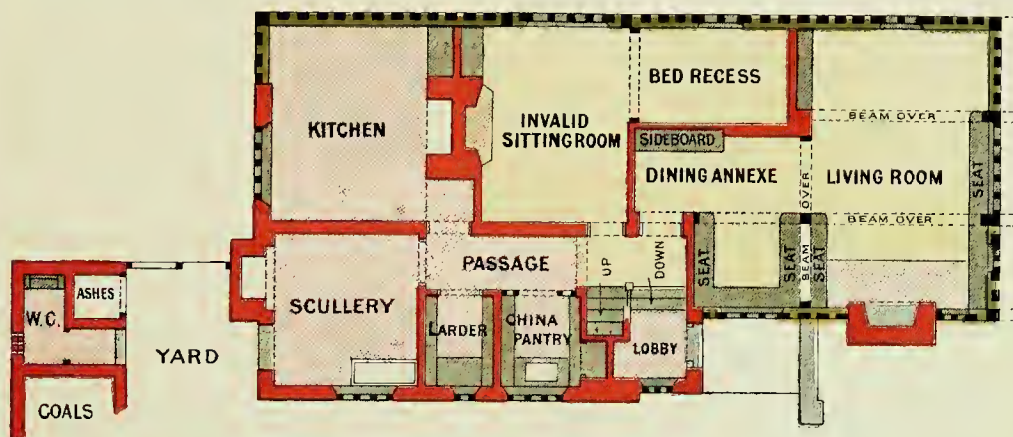 KITCHEN
INVALID
SITTINGROOM
BED RECESS
SIDEBOARD
DINING ANNEXE
BEAM OVER
LIVING ROOM
SEAT
BEAM OVER
OVER
BEAM
SEAT
SEAT
SEAT
PASSAGE
UP
DOWN
SCULLERY
LARDER
CHINA
PANTRY
LOBBY
ASHES
W.C.
YARD
COALS